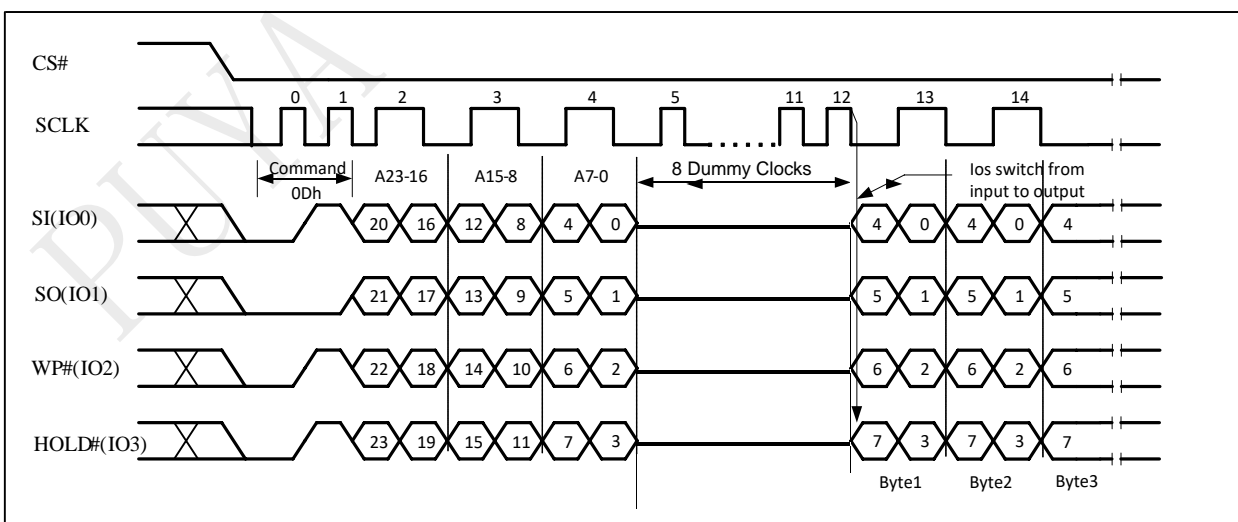 PUYA
CS#
0 1 2 3 4 5 11 12 13 14
SCLK
Command
0Dh
A23-16 A15-8 A7-0
8 Dummy Clocks
Ios switch from
input to output
SI(IO0) 20 16 12 8 4 0 4 0 4 0 4
SO(IO1) 21 17 13 9 5 1 5 1 5 1 5
WP#(IO2) 22 18 14 10 6 2 6 2 6 2 6
HOLD#(IO3) 23 19 15 11 7 3 7 3 7 3 7
Byte1 Byte2 Byte3